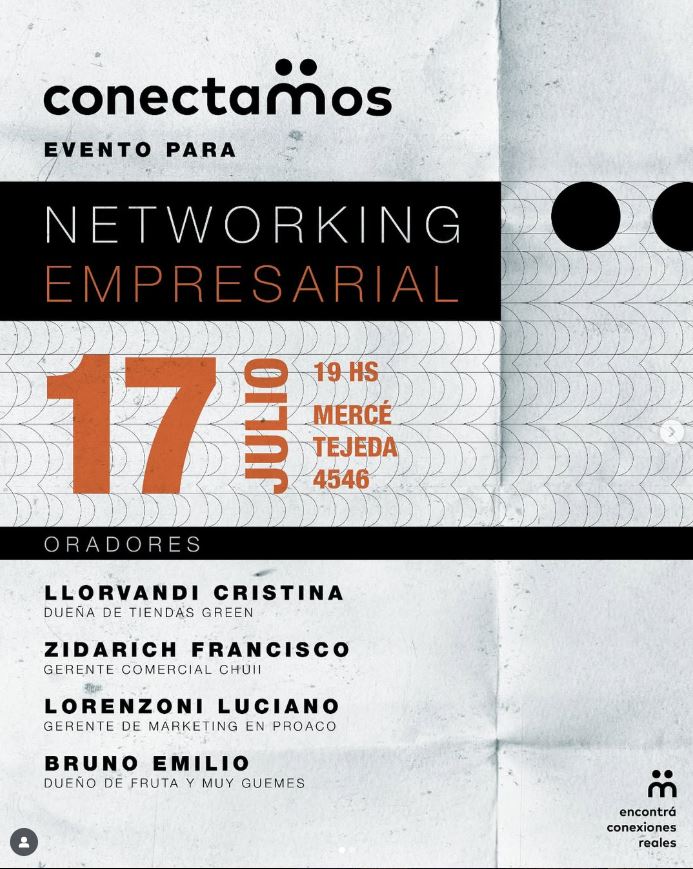 conectamos
EVENTO PARA
NETWORKING
EMPRESARIAL
17
JULIO
19 HS
MERCÉ
TEJEDA
4546
ORADORES
LLORVANDI CRISTINA
DUEÑA DE TIENDAS GREEN
ZIDARICH FRANCISCO
GERENTE COMERCIAL CHUII
LORENZONI LUCIANO
GERENTE DE MARKETING EN PROACO
BRUNO EMILIO
DUEÑO DE FRUTA Y MUY GUEMES
m
encontrá
conexiones
reales